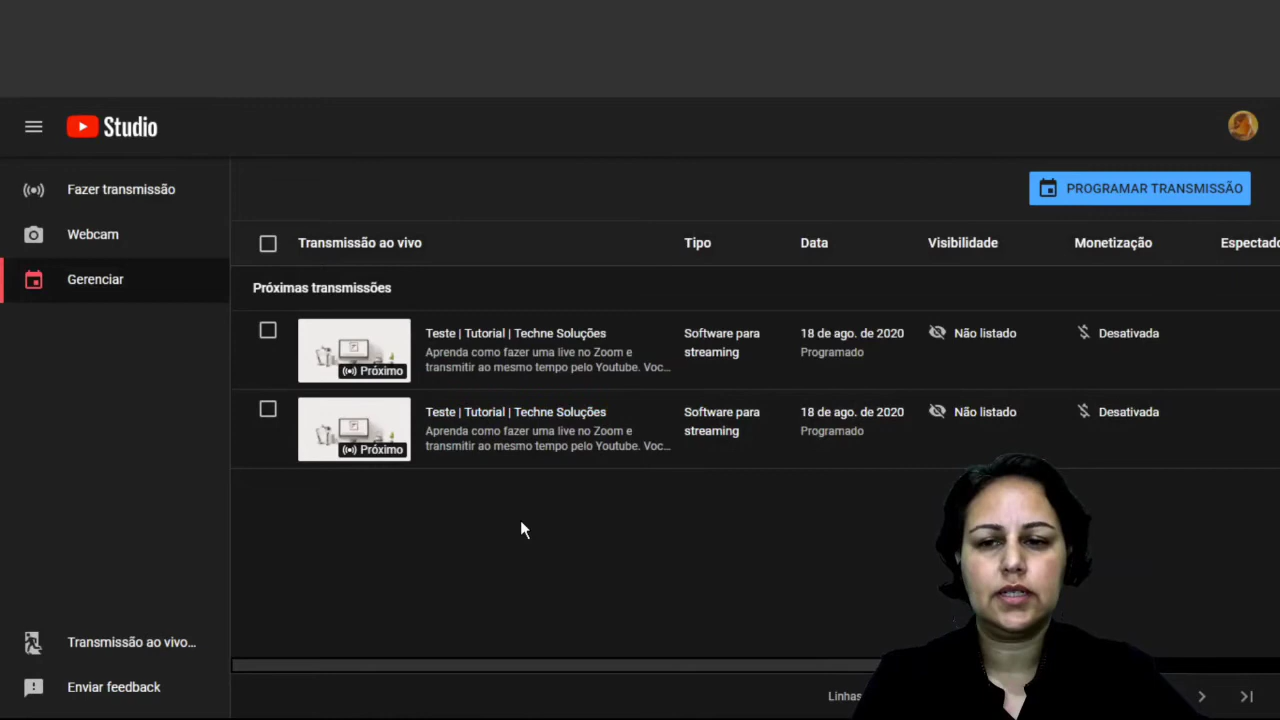 Studio
Fazer transmissão
PROGRAMAR TRANSMISSÃO
Webcam
Transmissão ao vivo Tipo Data Visibilidade Monetização Espectado
Gerenciar
Próximas transmissões
Teste | Tutorial | Techne Soluções
Aprenda como fazer uma live no Zoom e
transmitir ao mesmo tempo pelo Youtube. Voc...
Próximo
Software para
streaming
18 de ago. de 2020
Programado
Não listado
Desativada
Teste | Tutorial | Techne Soluções
Aprenda como fazer uma live no Zoom e
transmitir ao mesmo tempo pelo Youtube. Voc...
Próximo
Software para
streaming
18 de ago. de 2020
Programado
Não listado
Desativada
Transmissão ao vivo...
Enviar feedback
Linhas